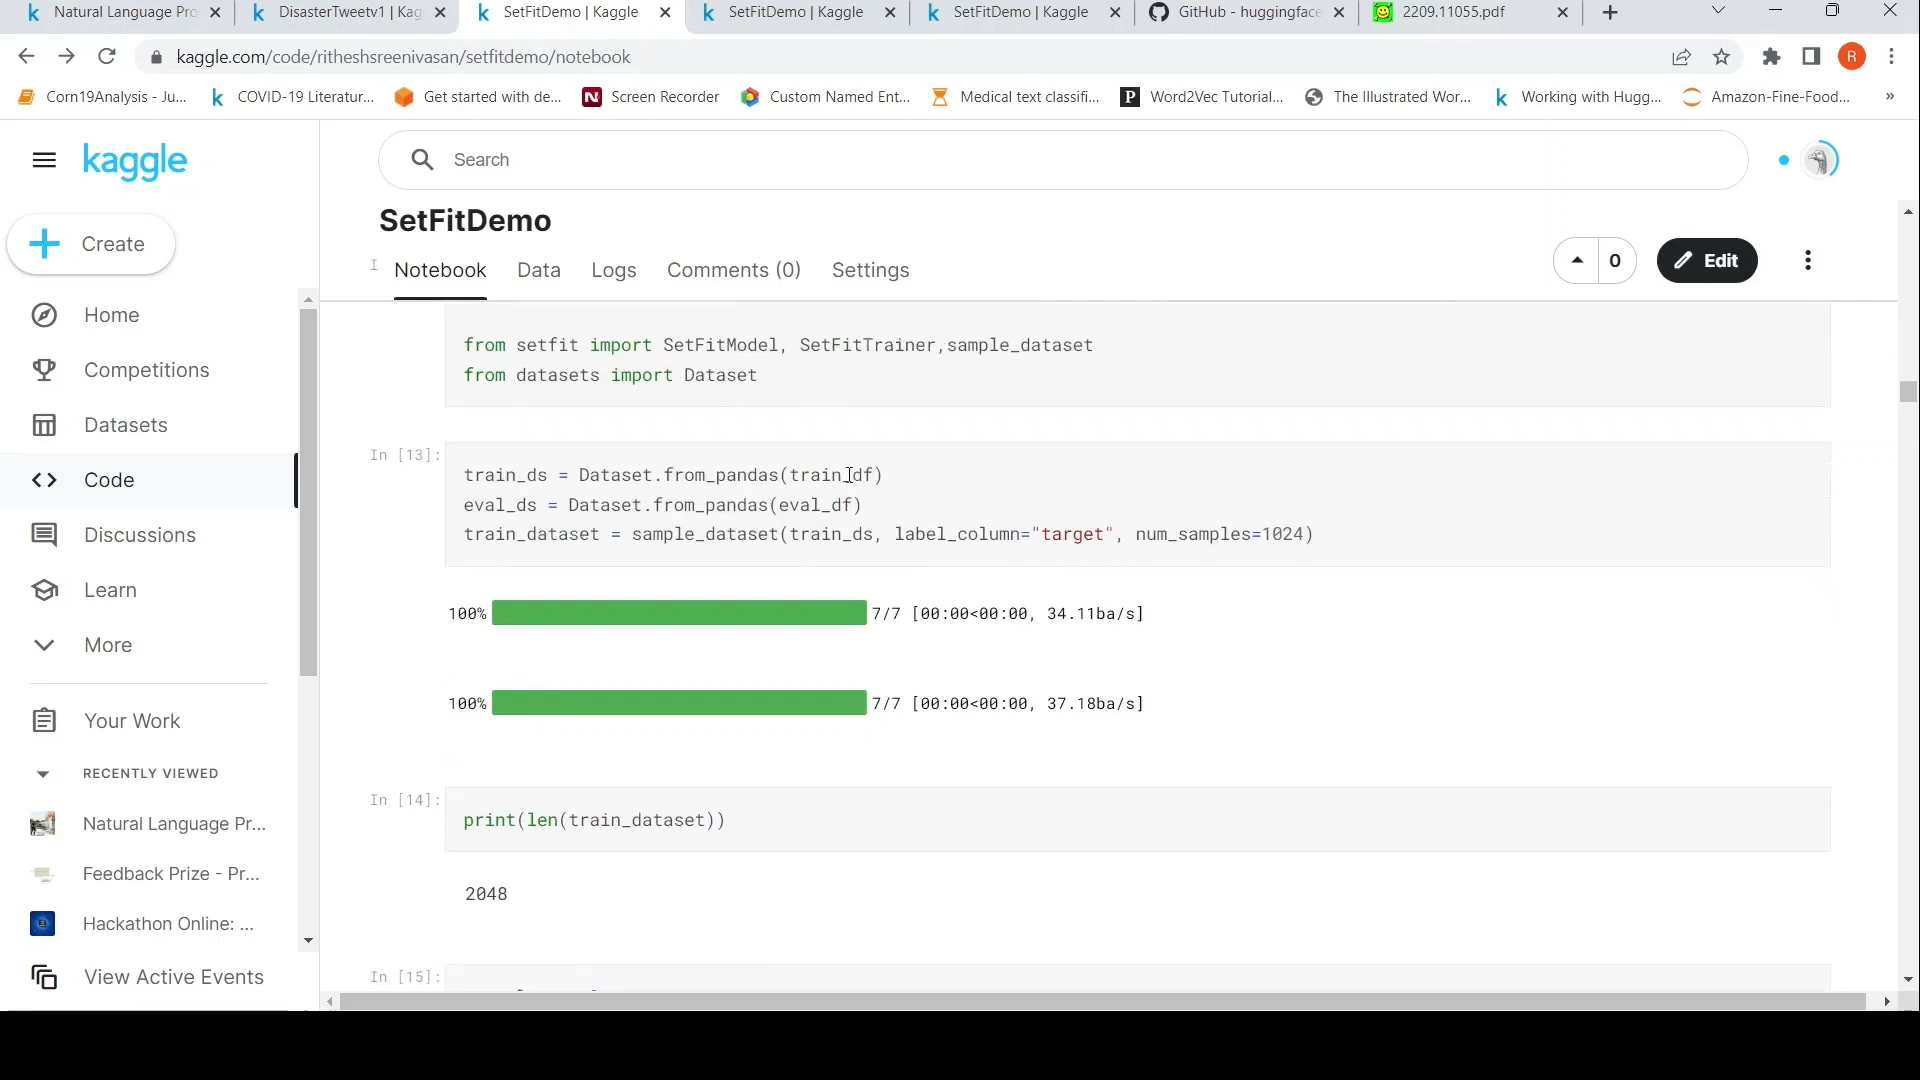 Natural Language Pro
DisasterTweetv1 | Kag
SetFitDemo | Kaggle
SetFitDemo | Kaggle
SetFitDemo | Kaggle
GitHub - huggingface
2209.11055.pdf
kaggle.com/code/ritheshsreenivasan/setfitdemo/notebook
R
Corn19Analysis - Ju...
COVID-19 Literatur...
Get started with de...
Screen Recorder
Custom Named Ent...
Medical text classifi...
Word2Vec Tutorial...
The Illustrated Wor...
Working with Hugg...
Amazon-Fine-Food...
»
kaggle
Search
Create
SetFitDemo
Notebook
Data
Logs
Comments (0)
Settings
0
Edit
Home
Competitions
Datasets
Code
Discussions
Learn
More
Your Work
RECENTLY VIEWED
Natural Language Pr...
Feedback Prize - Pr...
Hackathon Online: ...
View Active Events
from setfit import SetFitModel, SetFitTrainer,sample_dataset
from datasets import Dataset
In [13]:
train_ds = Dataset.from_pandas(train_df)
eval_ds = Dataset.from_pandas(eval_df)
train_dataset = sample_dataset(train_ds, label_column="target", num_samples=1024)
100% 7/7 [00:00<00:00, 34.11ba/s]
100% 7/7 [00:00<00:00, 37.18ba/s]
In [14]:
print(len(train_dataset))
2048
In [15]: